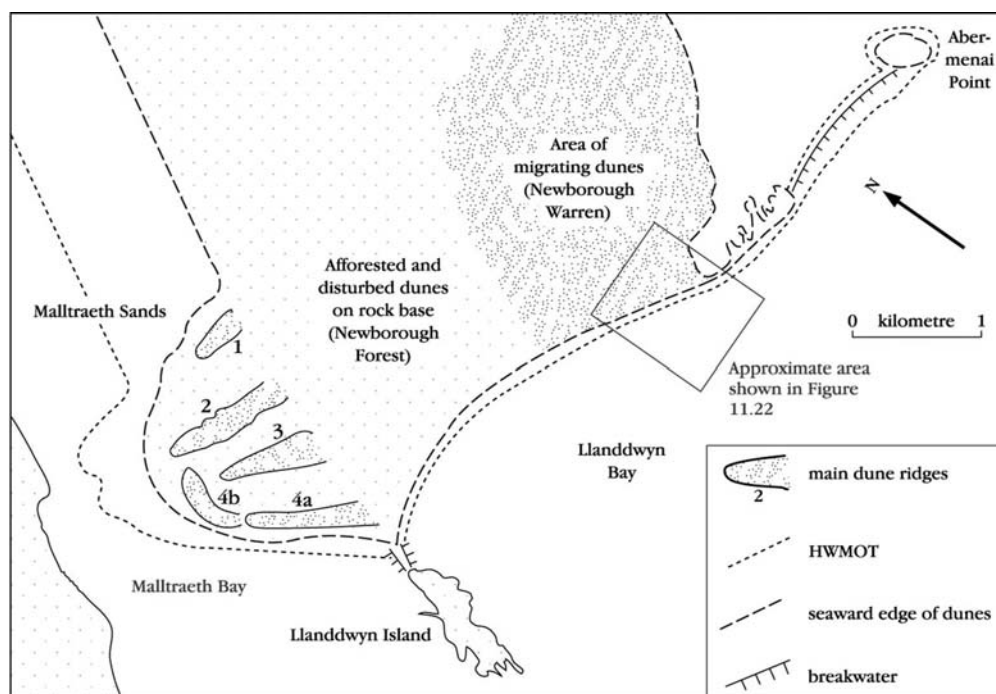 Aber-
menai
Point
Area of
migrating dunes
(Newborough
Warren)
N
Afforested and
disturbed dunes
on rock base
(Newborough
Forest)
Malltraeth Sands
0 kilometre 1
1
Approximate area
shown in Figure
11.22
2
3
Llanddwyn
Bay
4b
4a
main dune ridges
2
HWMOT
Malltraeth Bay
seaward edge of dunes
Llanddwyn Island
breakwater